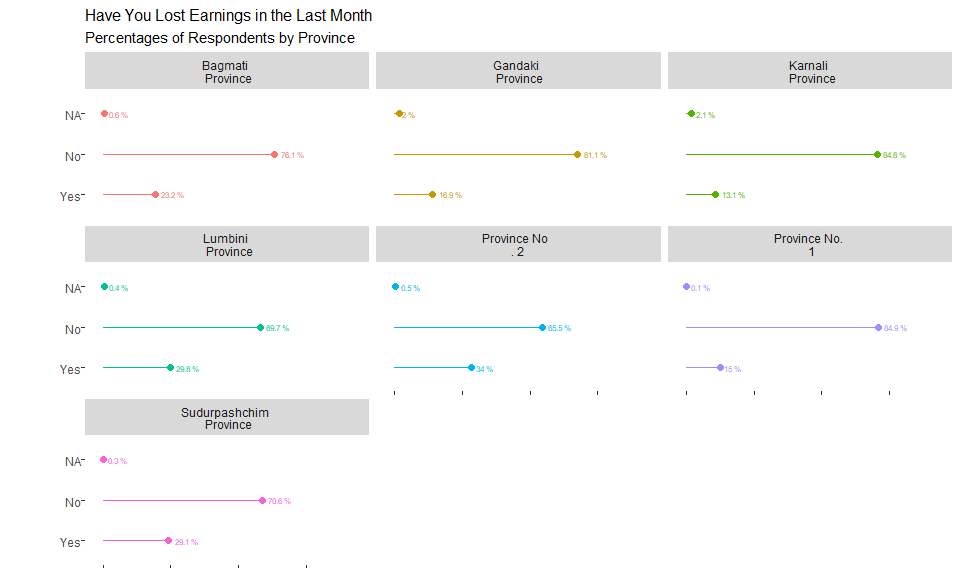 Have You Lost Earnings in the Last Month
Percentages of Respondents by Province
Bagmati
Province
Gandaki
Province
Karnali
Province
NA
0.6 %
2 %
2.1 %
No
76.1 %
81.1 %
84.8 %
Yes
23.2 %
16.9 %
13.1 %
Lumbini
Province
Province No
. 2
Province No.
1
NA
0.4 %
0.5 %
0.1 %
No
69.7 %
65.5 %
84.9 %
Yes
29.8 %
34 %
15 %
Sudurpashchim
Province
NA
0.3 %
No
70.6 %
Yes
29.1 %